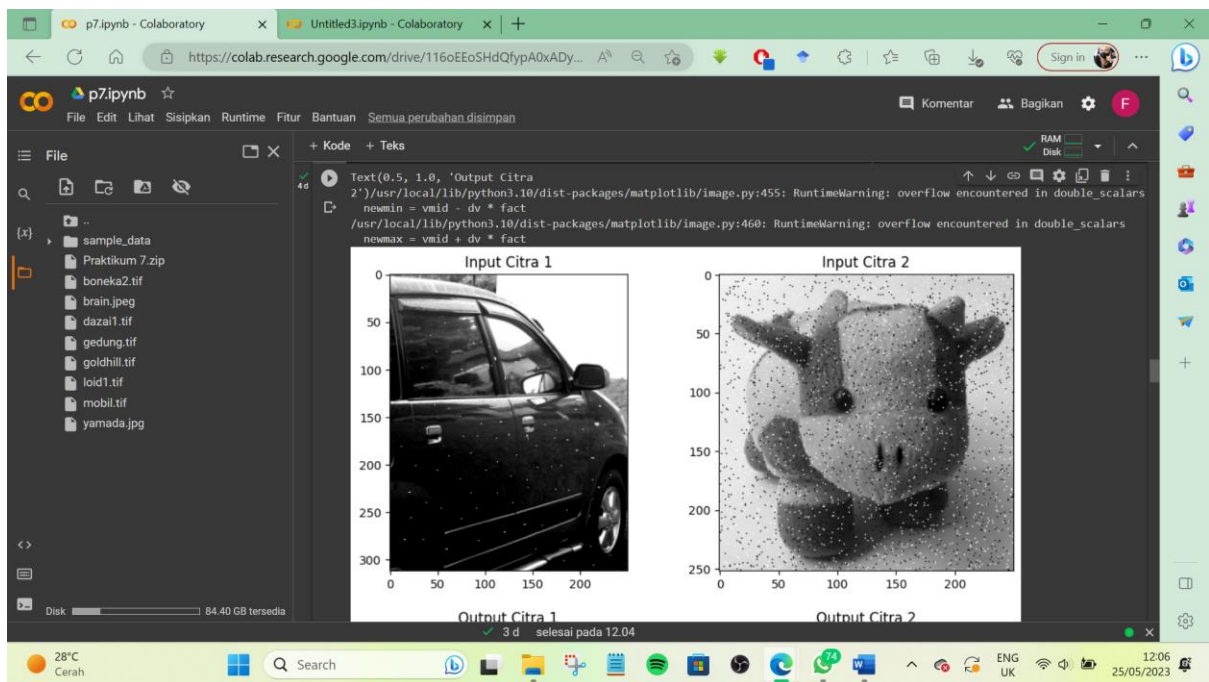 p7.ipynb - Colaboratory
Untitled3.ipynb - Colaboratory
https://colab.research.google.com/drive/116oEEoSHdQfypA0xADy...
Sign in
p7.ipynb
File Edit Lihat Sisipkan Runtime Fitur Bantuan Semua perubahan disimpan
Komentar Bagikan F
File
+ Kode + Teks
RAM
Disk
..
sample_data
Praktikum 7.zip
boneka2.tif
brain.jpeg
dazai1.tif
gedung.tif
goldhill.tif
loid1.tif
mobil.tif
yamada.jpg
{x}
Disk 84.40 GB tersedia
4 d
Text(0.5, 1.0, 'Output Citra
2')/usr/local/lib/python3.10/dist-packages/matplotlib/image.py:455: RuntimeWarning: overflow encountered in double_scalars
newmin = vmid - dv * fact
/usr/local/lib/python3.10/dist-packages/matplotlib/image.py:460: RuntimeWarning: overflow encountered in double_scalars
newmax = vmid + dv * fact
Input Citra 1
0
50
100
150
200
250
300
0 50 100 150 200
Input Citra 2
0
50
100
150
200
250
0 50 100 150 200
Output Citra 1 Output Citra 2
3 d selesai pada 12.04
28°C
Cerah
Search
74
ENG
UK
12:06
25/05/2023